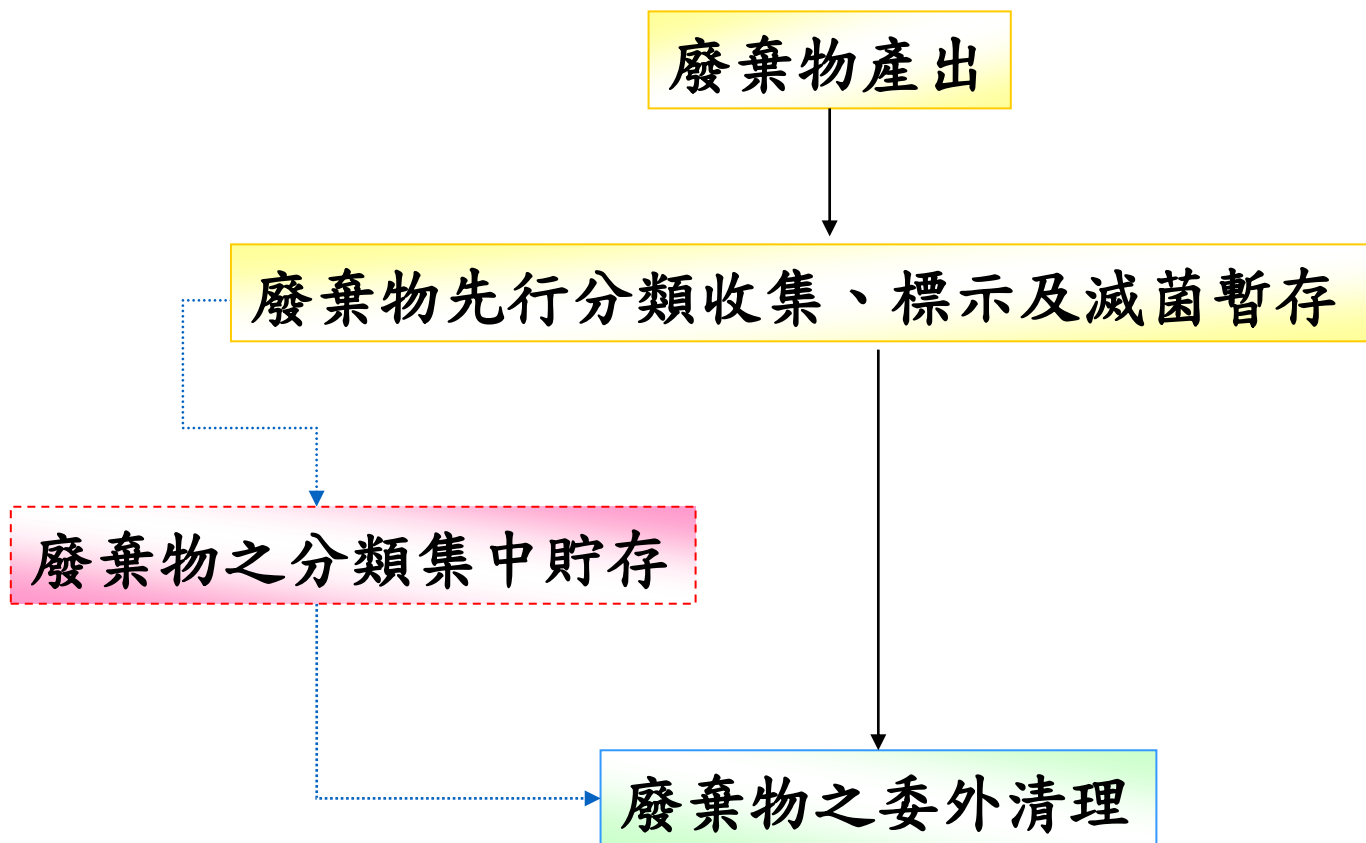 廢棄物產出
廢棄物先行分類收集、標示及滅菌暫存
廢棄物之分類集中貯存
廢棄物之委外清理